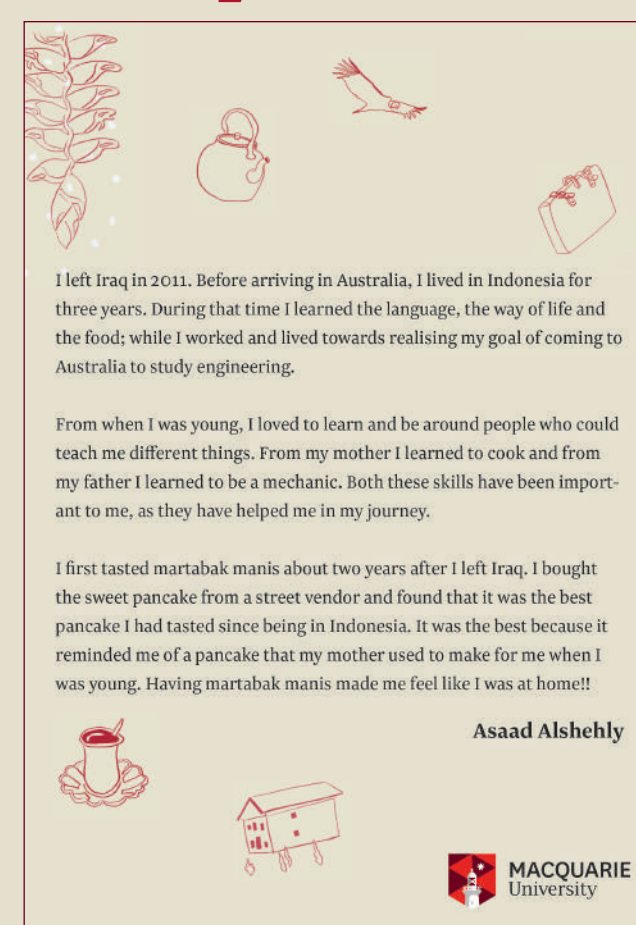 I left Iraq in 2011. Before arriving in Australia, I lived in Indonesia for
three years. During that time I learned the language, the way of life and
the food; while I worked and lived towards realising my goal of coming to
Australia to study engineering.
From when I was young, I loved to learn and be around people who could
teach me different things. From my mother I learned to cook and from
my father I learned to be a mechanic. Both these skills have been import-
ant to me, as they have helped me in my journey.
I first tasted martabak manis about two years after I left Iraq. I bought
the sweet pancake from a street vendor and found that it was the best
pancake I had tasted since being in Indonesia. It was the best because it
reminded me of a pancake that my mother used to make for me when I
was young. Having martabak manis made me feel like I was at home!!
Asaad Alshehly
MACQUARIE
University